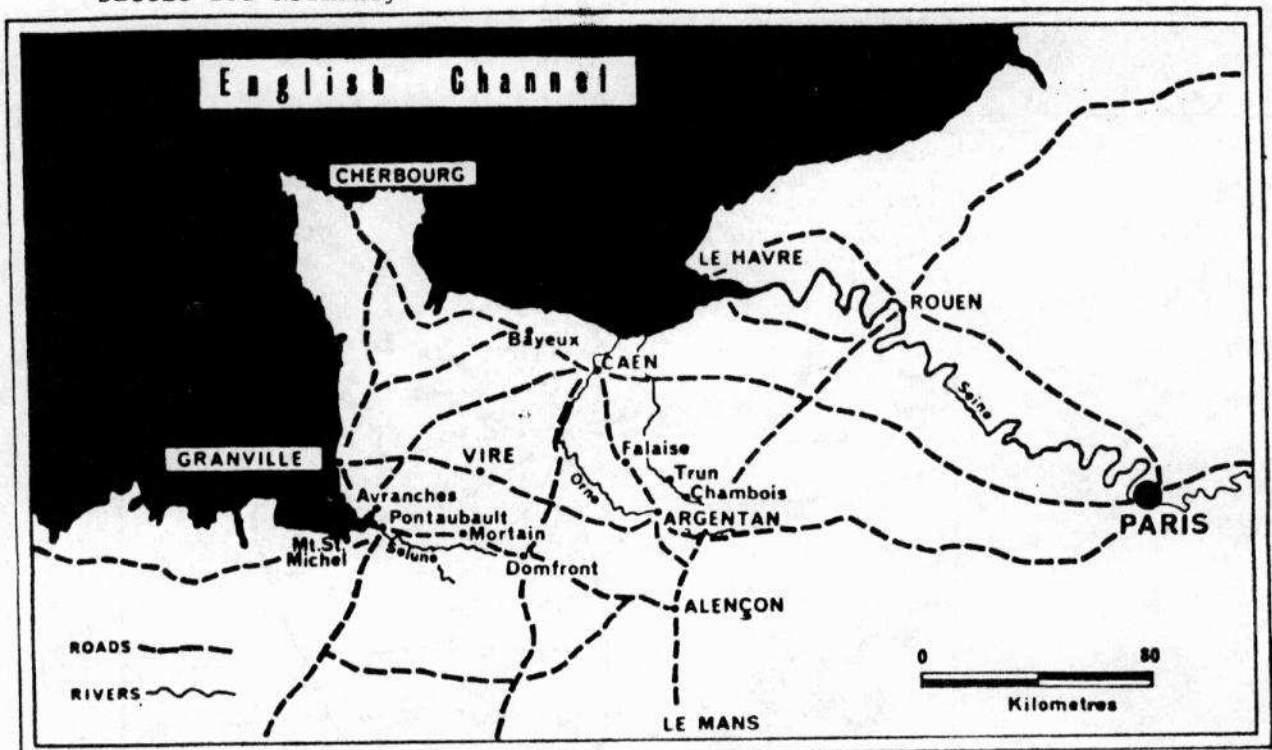 English Channel
CHERBOURG
LE HAVRE
ROUEN
Bayeux
CAEN
Seine
GRANVILLE
VIRE
Falaise
Trun
Orne
Chambois
Avranches
Pontaubault
ARGENTAN
PARIS
Mortain
Mt. St.
Michel
Selune
Domfront
ALENÇON
ROADS
0 80
RIVERS
Kilometres
LE MANS